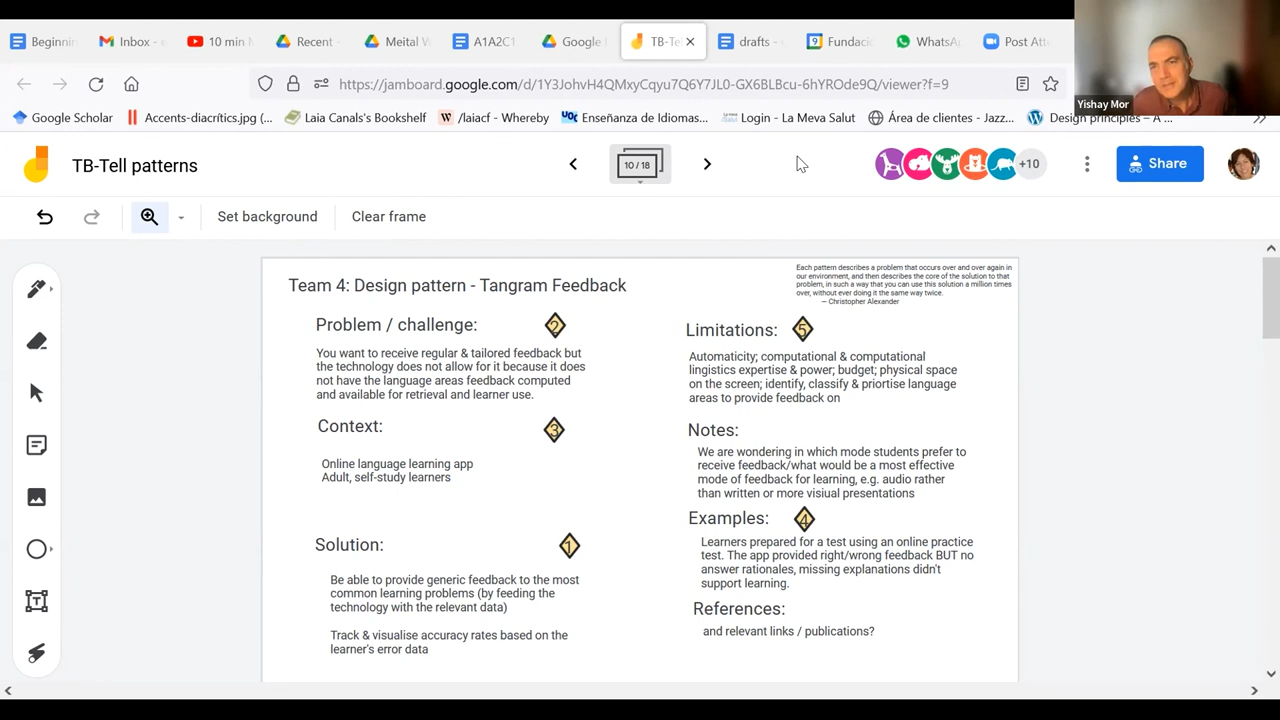 Beginnin
Inbox - e
10 min M
Recent -
Meital W
A1A2C1
Google M
TB-Tel
drafts -
Fundació
WhatsA
Post Att
https://jamboard.google.com/d/1Y3JohvH4QMxyCqyu7Q6Y7JL0-GX6BLBcu-6hYROde9Q/viewer?f=9
Yishay Mor
Google Scholar
Accents-diacrítics.jpg (...
Laia Canals's Bookshelf
/laiacf - Whereby
UOC Enseñanza de Idiomas...
Login - La Meva Salut
Área de clientes - Jazz...
Design principles – A ...
TB-Tell patterns
10 / 18
+10
Share
Set background
Clear frame
Team 4: Design pattern - Tangram Feedback
Each pattern describes a problem that occurs over and over again in
our environment, and then describes the core of the solution to that
problem, in such a way that you can use this solution a million times
over, without ever doing it the same way twice.
— Christopher Alexander
Problem / challenge:
2
You want to receive regular & tailored feedback but
the technology does not allow for it because it does
not have the language areas feedback computed
and available for retrieval and learner use.
Context:
3
Online language learning app
Adult, self-study learners
Solution:
1
Be able to provide generic feedback to the most
common learning problems (by feeding the
technology with the relevant data)
Track & visualise accuracy rates based on the
learner's error data
Limitations:
5
Automaticity; computational & computational
lingistics expertise & power; budget; physical space
on the screen; identify, classify & priortise language
areas to provide feedback on
Notes:
We are wondering in which mode students prefer to
receive feedback/what would be a most effective
mode of feedback for learning, e.g. audio rather
than written or more visiual presentations
Examples:
4
Learners prepared for a test using an online practice
test. The app provided right/wrong feedback BUT no
answer rationales, missing explanations didn't
support learning.
References:
and relevant links / publications?